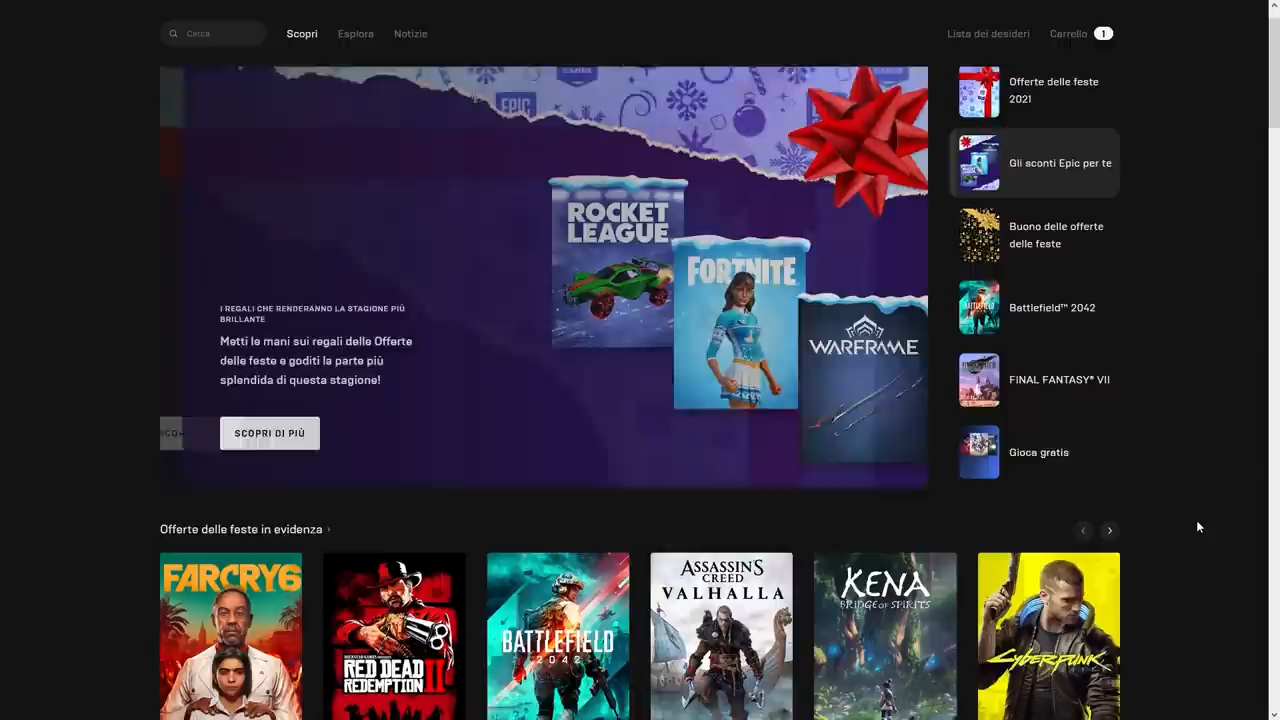 Cerca
Scopri
Esplora
Notizie
Lista dei desideri
Carrello
1
EPIC
ROCKET
LEAGUE
FORTNITE
WARFRAME
I REGALI CHE RENDERANNO LA STAGIONE PIÙ
BRILLANTE
Metti le mani sui regali delle Offerte
delle feste e goditi la parte più
splendida di questa stagione!
SCOPRI DI PIÙ
Offerte delle feste
2021
Gli sconti Epic per te
Buono delle offerte
delle feste
Battlefield™ 2042
FINAL FANTASY® VII
Gioca gratis
Offerte delle feste in evidenza
FARCRY6
RED DEAD
REDEMPTION II
BATTLEFIELD
2042
ASSASSIN'S
CREED
VALHALLA
KENA
BRIDGE OF SPIRITS
Cyberpunk